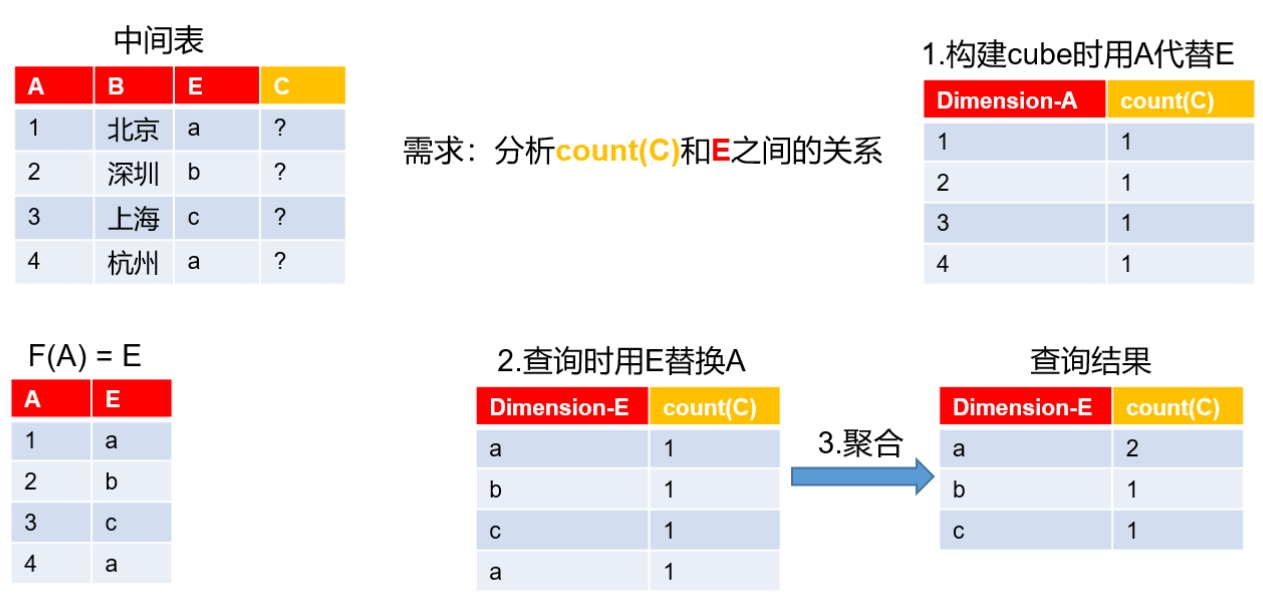 中间表
A B E C
1 北京 a ?
2 深圳 b ?
3 上海 c ?
4 杭州 a ?
需求：分析count(C)和E之间的关系
1.构建cube时用A代替E
Dimension-A count(C)
1 1
2 1
3 1
4 1
F(A) = E
A E
1 a
2 b
3 c
4 a
2.查询时用E替换A
Dimension-E count(C)
a 1
b 1
c 1
a 1
3.聚合
查询结果
Dimension-E count(C)
a 2
b 1
c 1